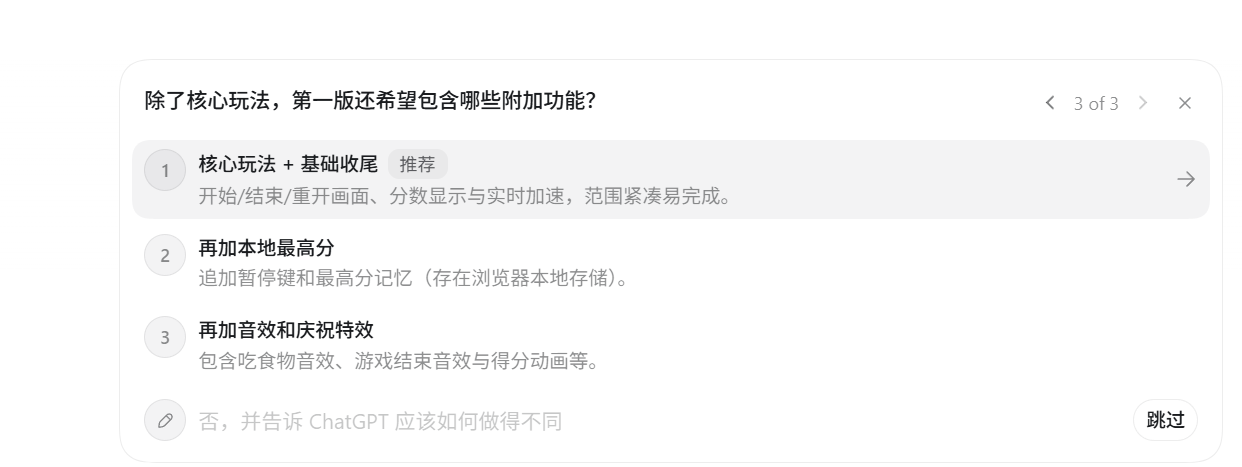 除了核心玩法，第一版还希望包含哪些附加功能？
3 of 3
1
核心玩法 + 基础收尾 推荐
开始/结束/重开画面、分数显示与实时加速，范围紧凑易完成。
2
再加本地最高分
追加暂停键和最高分记忆（存在浏览器本地存储）。
3
再加音效和庆祝特效
包含吃食物音效、游戏结束音效与得分动画等。
否，并告诉 ChatGPT 应该如何做得不同
跳过